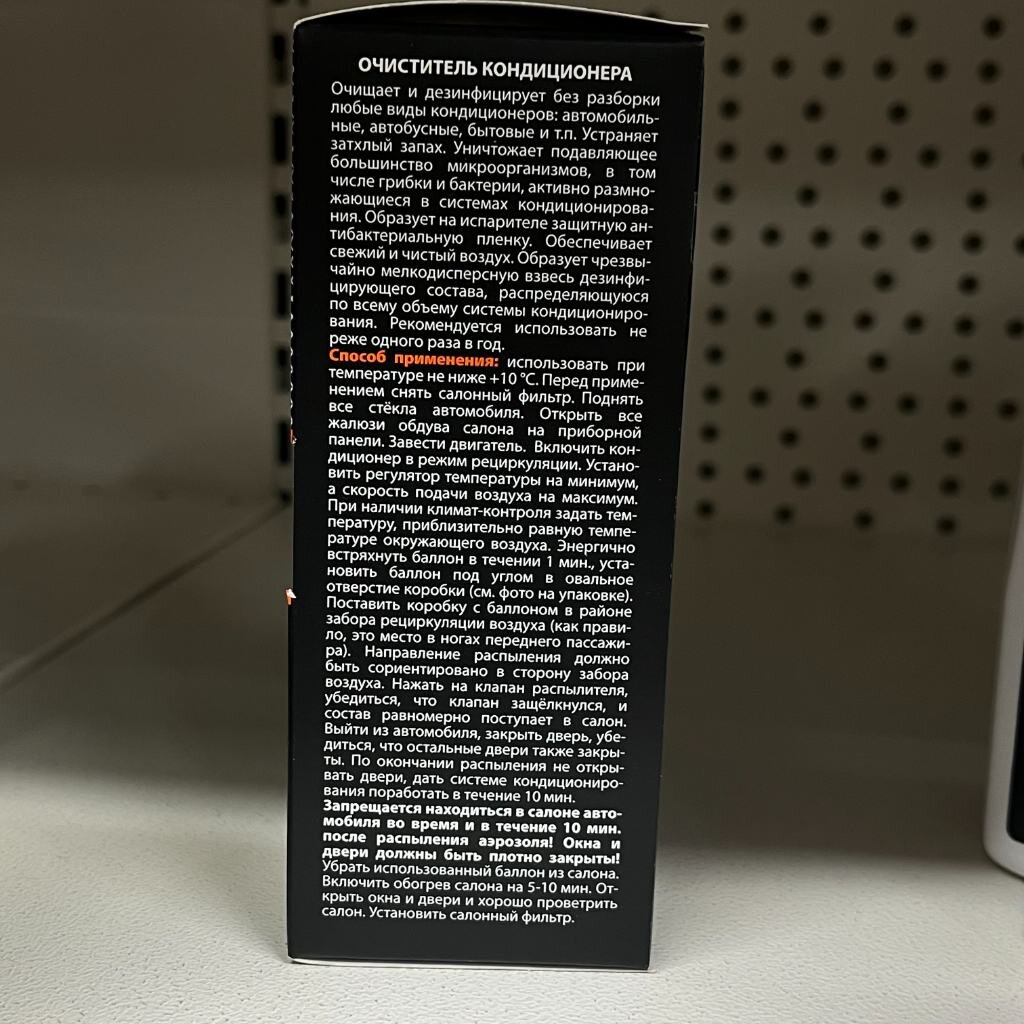 ОЧИСТИТЕЛЬ КОНДИЦИОНЕРА
Очищает и дезинфицирует без разборки
любые виды кондиционеров: автомобиль-
ные, автобусные, бытовые и т.п. Устраняет
затхлый запах. Уничтожает подавляющее
большинство микроорганизмов, в том
числе грибки и бактерии, активно размно-
жающиеся в системах кондиционирова-
ния. Образует на испарителе защитную ан-
тибактериальную пленку. Обеспечивает
свежий и чистый воздух. Образует чрезвы-
чайно мелкодисперсную взвесь дезинфи-
цирующего состава, распределяющуюся
по всему объему системы кондициониро-
вания. Рекомендуется использовать не
реже одного раза в год.
Способ применения: использовать при
температуре не ниже +10 °С. Перед приме-
нением снять салонный фильтр. Поднять
все стёкла автомобиля. Открыть все
жалюзи обдува салона на приборной
панели. Завести двигатель. Включить кон-
диционер в режим рециркуляции. Устано-
вить регулятор температуры на минимум,
а скорость подачи воздуха на максимум.
При наличии климат-контроля задать тем-
пературу, приблизительно равную темпе-
ратуре окружающего воздуха. Энергично
встряхнуть баллон в течении 1 мин., уста-
новить баллон под углом в овальное
отверстие коробки (см. фото на упаковке).
Поставить коробку с баллоном в районе
забора рециркуляции воздуха (как прави-
ло, это место в ногах переднего пассажи-
ра). Направление распыления должно
быть сориентировано в сторону забора
воздуха. Нажать на клапан распылителя,
убедиться, что клапан защёлкнулся, и
состав равномерно поступает в салон.
Выйти из автомобиля, закрыть дверь, убе-
диться, что остальные двери также закры-
ты. По окончании распыления не откры-
вать двери, дать системе кондициониро-
вания поработать в течение 10 мин.
Запрещается находиться в салоне авто-
мобиля во время и в течение 10 мин.
после распыления аэрозоля! Окна и
двери должны быть плотно закрыты!
Убрать использованный баллон из салона.
Включить обогрев салона на 5-10 мин. От-
крыть окна и двери и хорошо проветрить
салон. Установить салонный фильтр.